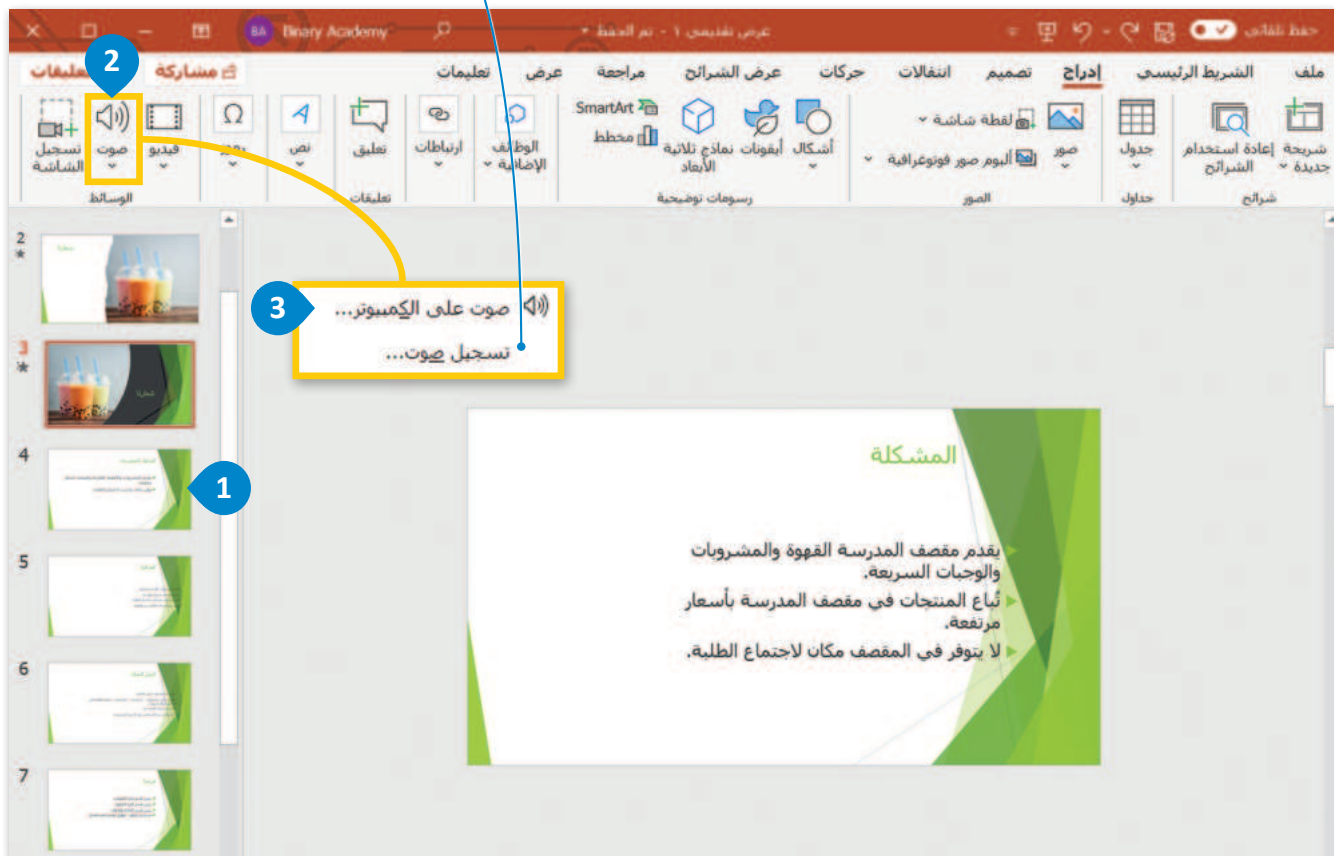 حفظ تلقائي
عرض تقديمي ١ - تم الحفظ
Binary Academy
BA
ملف
الشريط الرئيسي
إدراج
تصميم
انتقالات
حركات
عرض الشرائح
مراجعة
عرض
تعليمات
مشاركة
تعليقات
2
شريحة جديدة
إعادة استخدام الشرائح
جدول
صور
لقطة شاشة
ألبوم صور فوتوغرافية
أشكال
أيقونات
نماذج ثلاثية الأبعاد
SmartArt
مخطط
الوظائف الإضافية
ارتباطات
تعليق
نص
فيديو
صوت
تسجيل الشاشة
شرائح
جداول
الصور
رسومات توضيحية
تعليقات
الوسائط
3
صوت على الكمبيوتر...
تسجيل صوت...
2
3
4
1
5
6
7
المشكلة
يقدم مقصف المدرسة القهوة والمشروبات
والوجبات السريعة.
تُباع المنتجات في مقصف المدرسة بأسعار
مرتفعة.
لا يتوفر في المقصف مكان لاجتماع الطلبة.